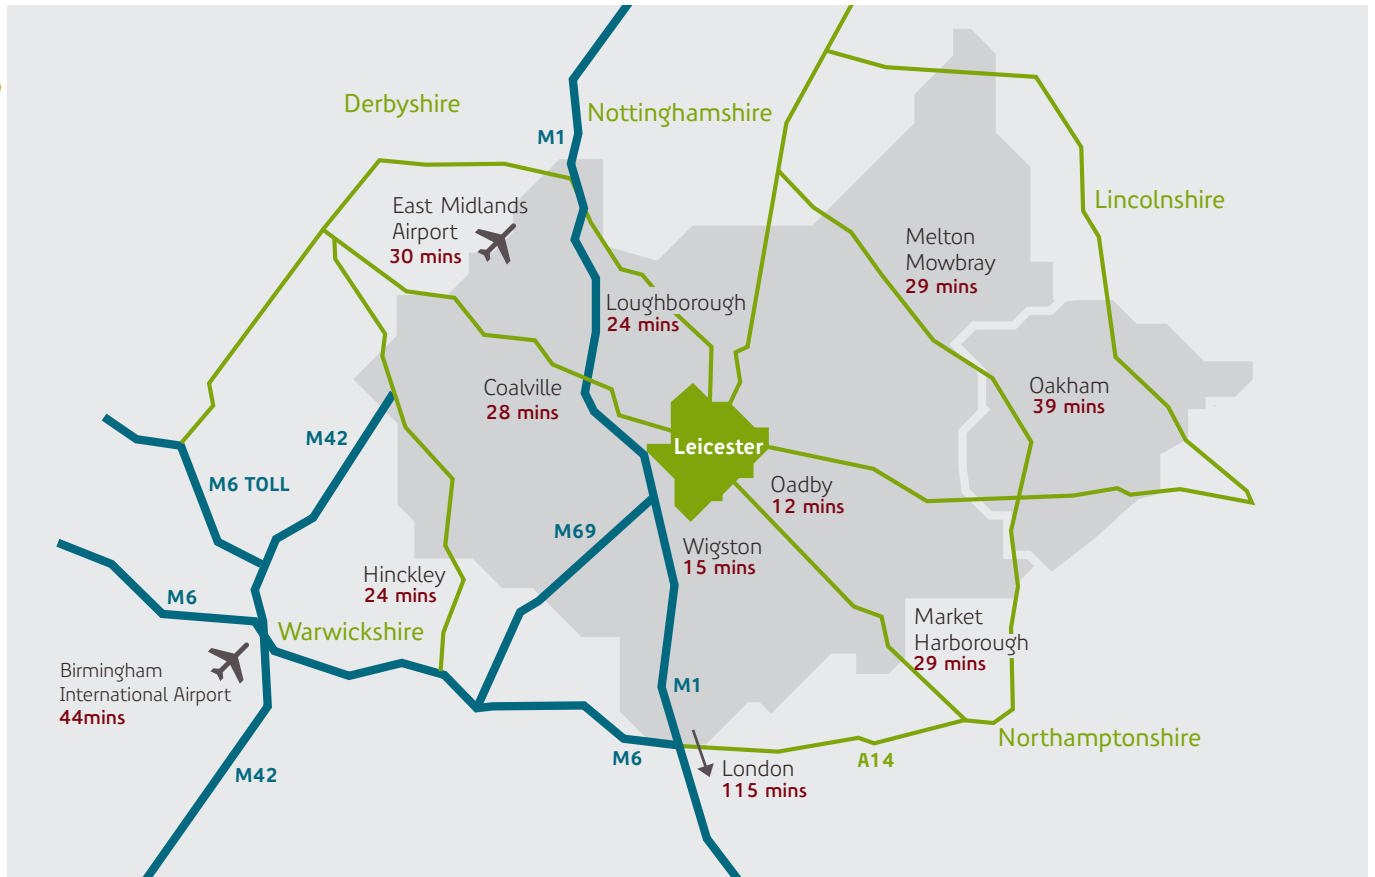 Derbyshire
Nottinghamshire
M1
Lincolnshire
East Midlands
Airport
30 mins
Melton
Mowbray
29 mins
Loughborough
24 mins
Coalville
28 mins
Oakham
39 mins
M42
Leicester
M6 TOLL
Oadby
12 mins
M69
Wigston
15 mins
Hinckley
24 mins
M6
Warwickshire
Market
Harborough
29 mins
Birmingham
International Airport
44mins
M1
Northamptonshire
M6
A14
London
115 mins
M42